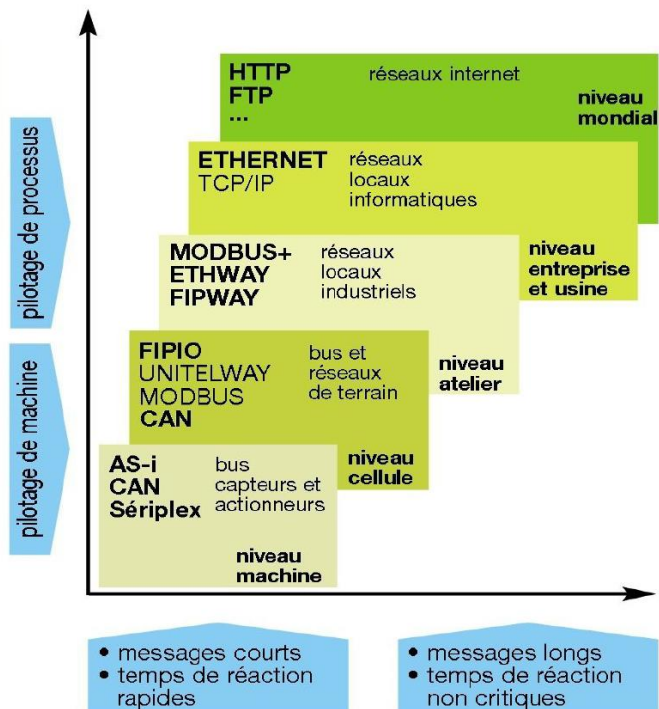 HTTP réseaux internet
FTP
... niveau
mondial
ETHERNET réseaux
TCP/IP locaux
informatiques
niveau
entreprise
et usine
MODBUS+ réseaux
ETHWAY locaux
FIPWAY industriels
niveau
atelier
FIPIO bus et
UNITELWAY réseaux
MODBUS de terrain
CAN
niveau
cellule
AS-i bus
CAN capteurs et
Sériplex actionneurs
niveau
machine
pilotage de processus
pilotage de machine
• messages courts
• temps de réaction
rapides
• messages longs
• temps de réaction
non critiques